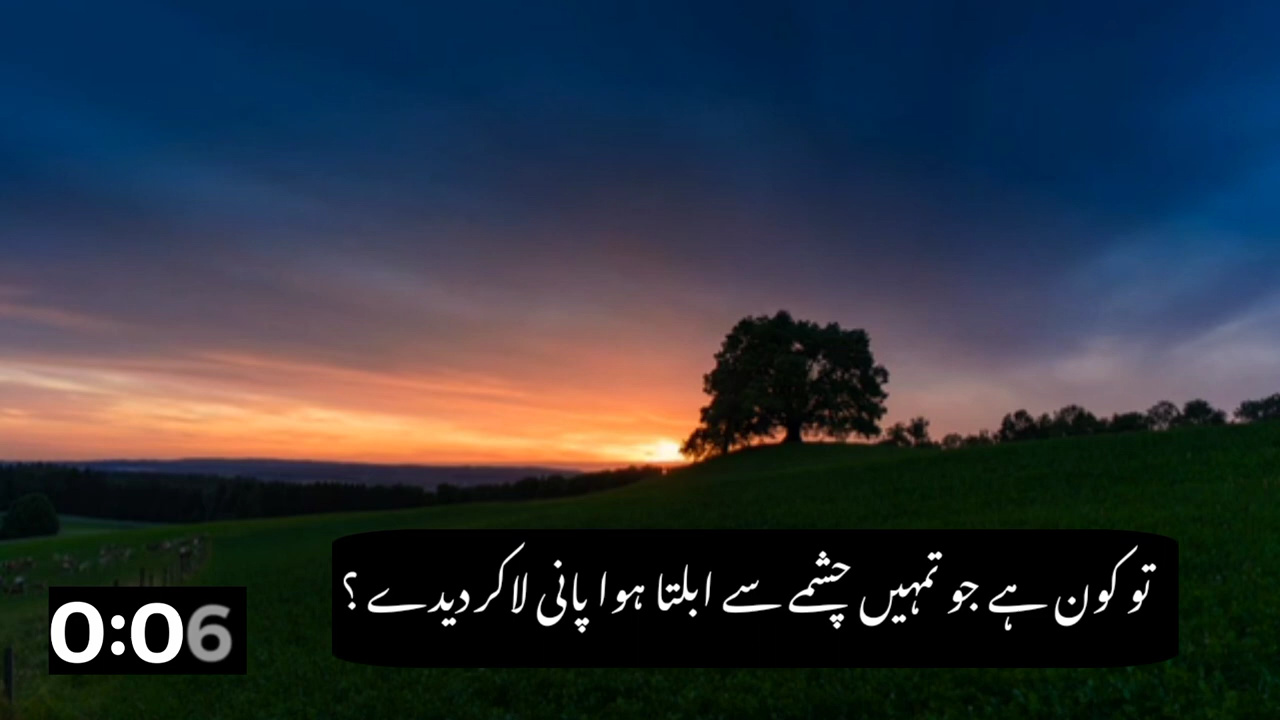 تو کون ہے جو تمہیں چشمے سے ابلتا ہوا پانی لا کر دیدے ؟
0:06